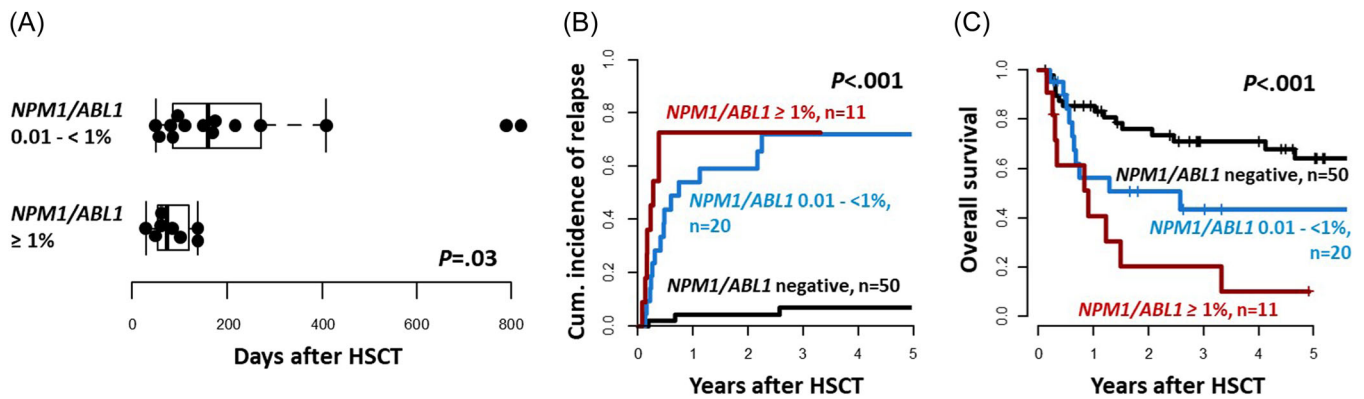 (A)
NPM1/ABL1
0.01 - < 1%
NPM1/ABL1
≥ 1%
P=.03
0 200 400 600 800
Days after HSCT
(B)
Cum. incidence of relapse
0.0 0.2 0.4 0.6 0.8 1.0
P<.001
NPM1/ABL1 ≥ 1%, n=11
NPM1/ABL1 0.01 - <1%,
n=20
NPM1/ABL1 negative, n=50
0 1 2 3 4 5
Years after HSCT
(C)
Overall survival
0.0 0.2 0.4 0.6 0.8 1.0
P<.001
NPM1/ABL1 negative, n=50
NPM1/ABL1 0.01 - <1%,
n=20
NPM1/ABL1 ≥ 1%, n=11
0 1 2 3 4 5
Years after HSCT